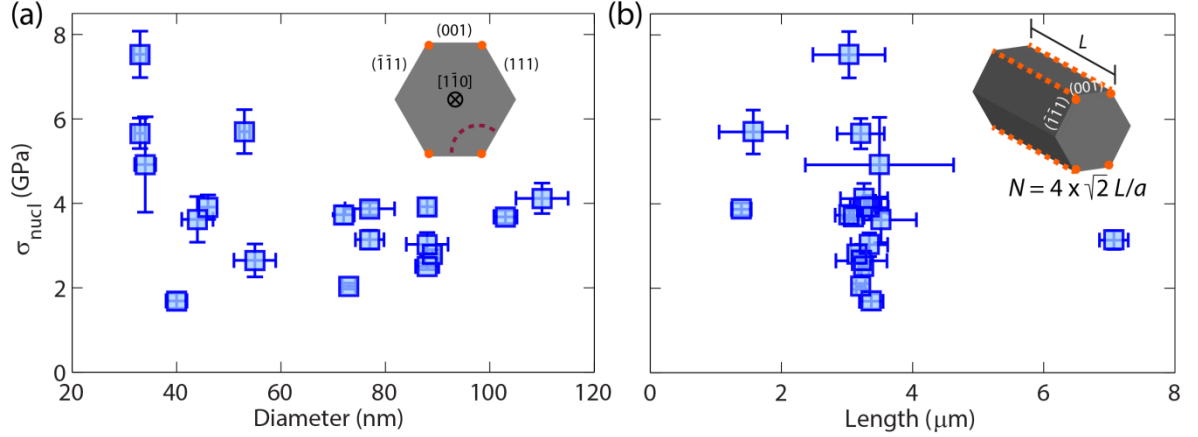 (a)
8
6
4
2
0
σnucl (GPa)
20 40 60 80 100 120
Diameter (nm)
(001)
(1̄1̄1)
(111)
[11̄0]
(b)
0 2 4 6 8
Length (μm)
L
(001)
(1̄1̄1)
N = 4 x √2 L/a